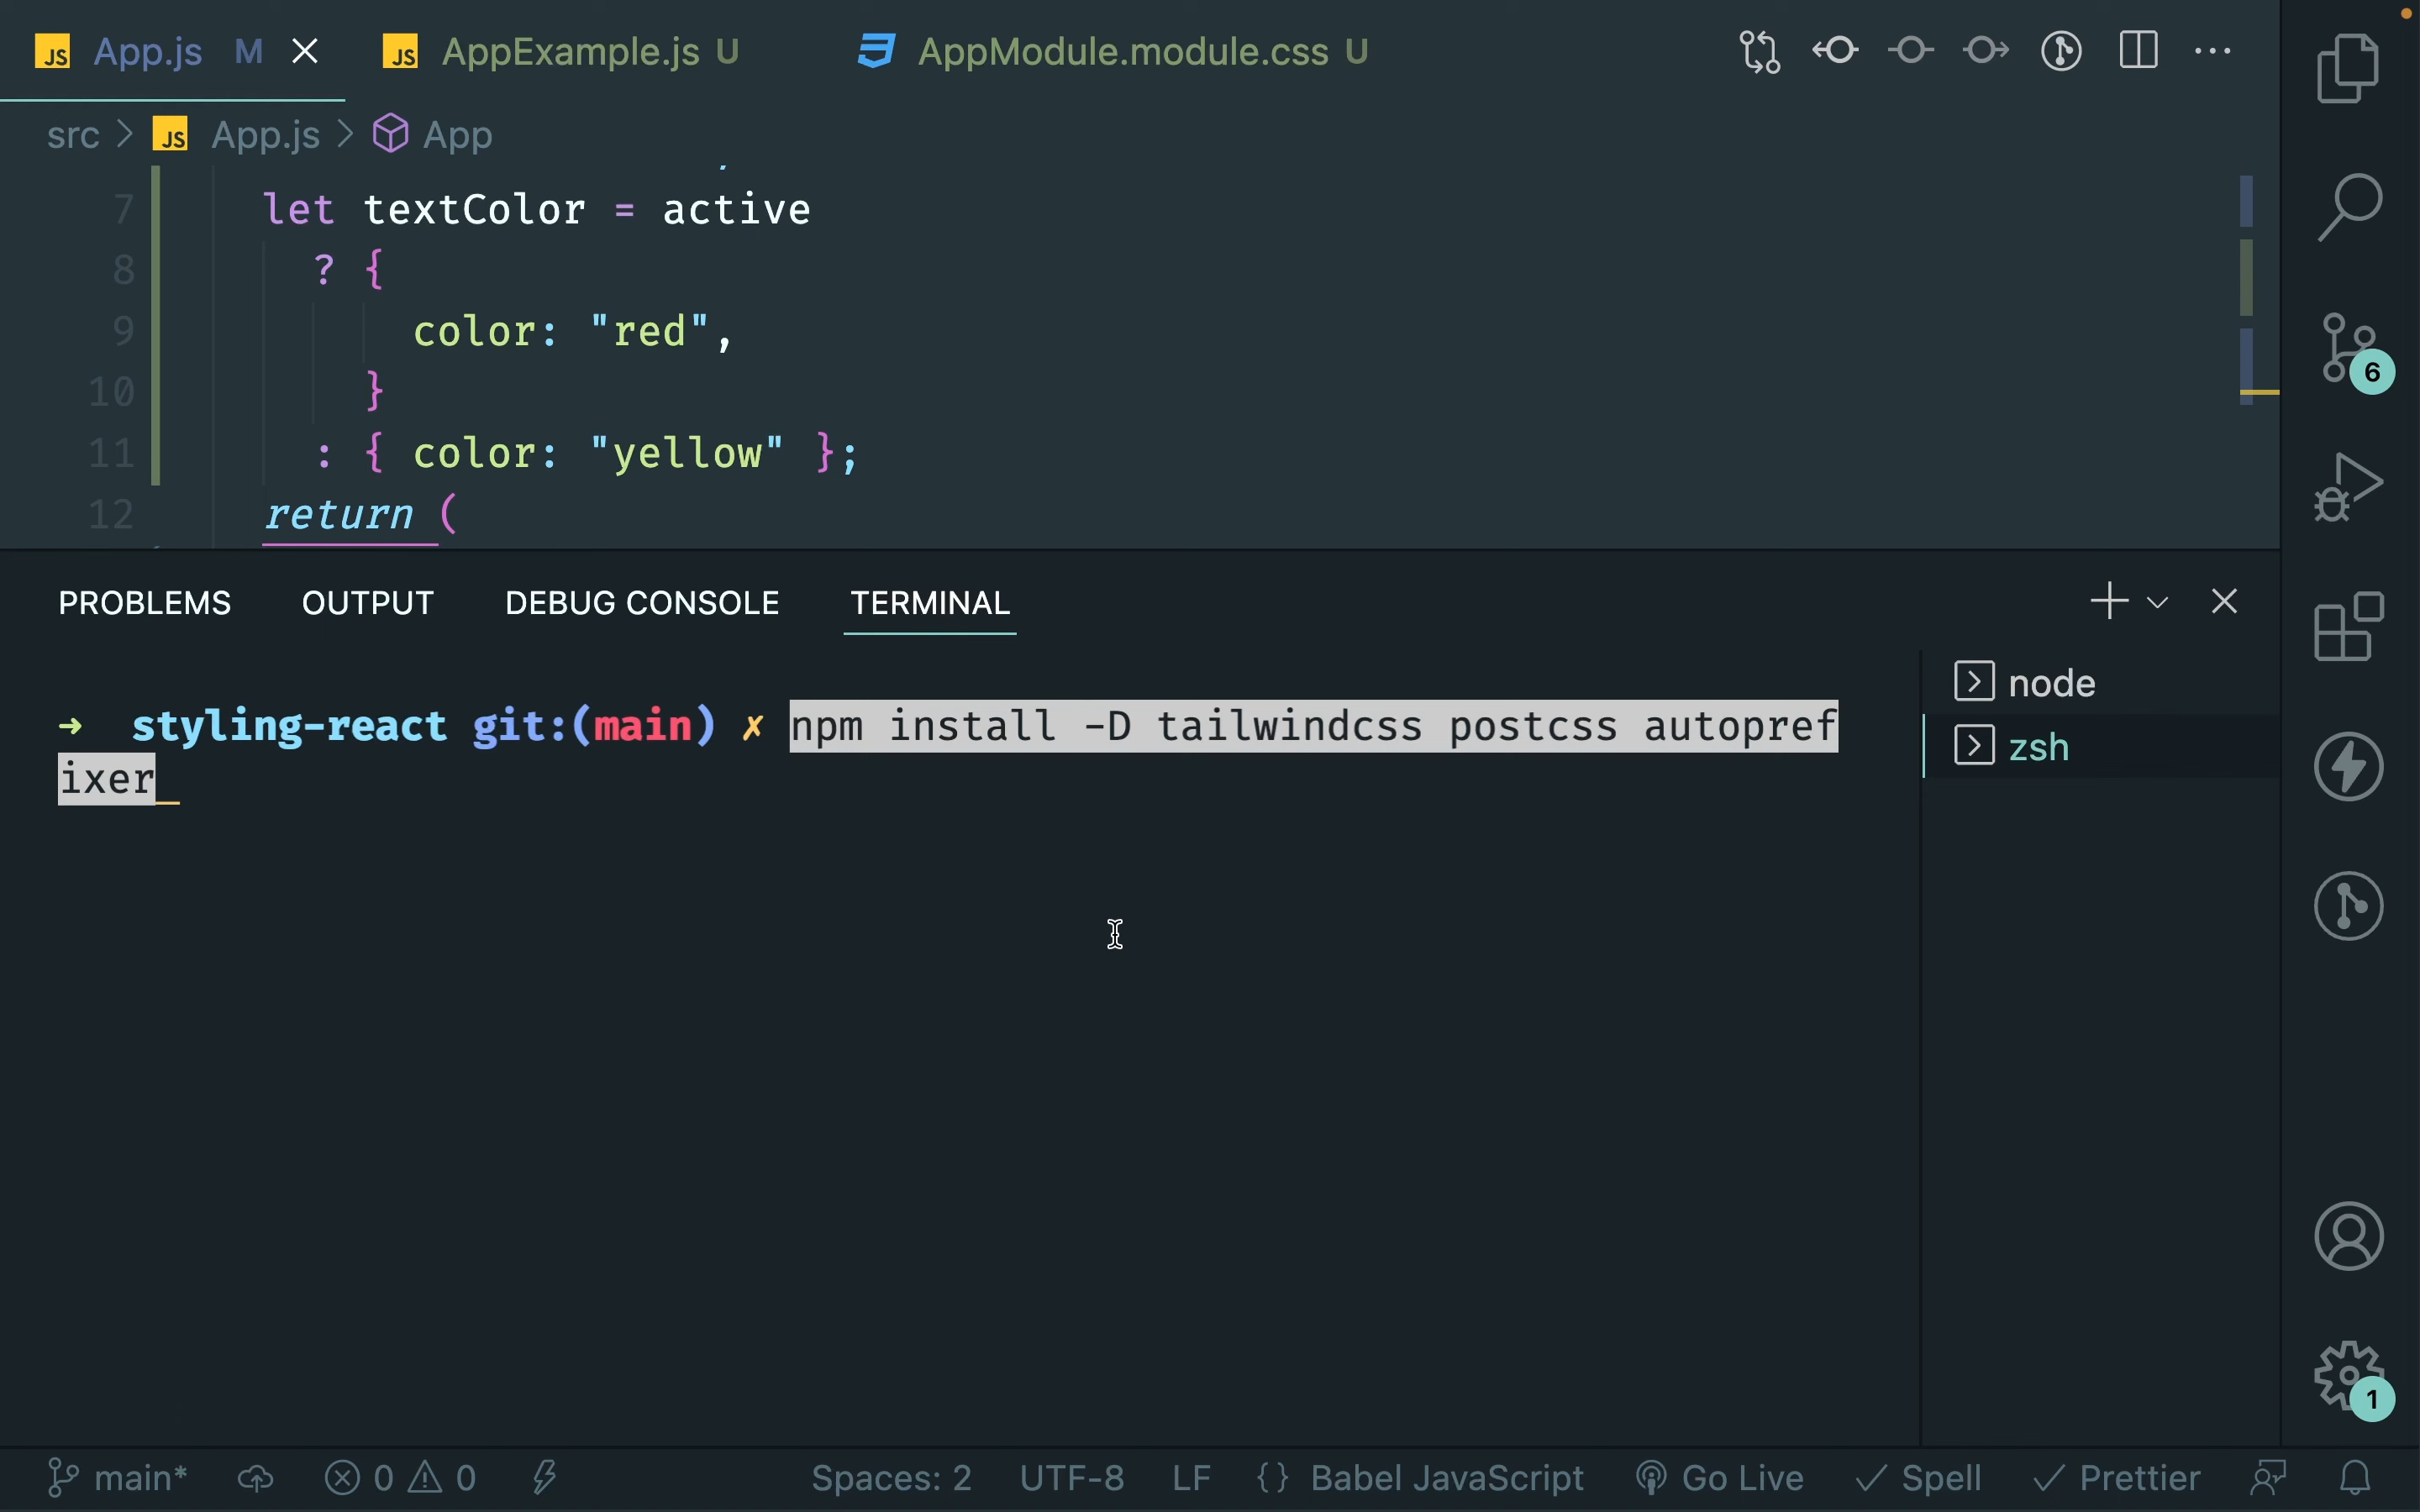 JS App.js M
JS AppExample.js U
AppModule.module.css U
src > JS App.js > App
7 let textColor = active
8 ? {
9 color: "red",
10 }
11 : { color: "yellow" };
12 return (
6
PROBLEMS OUTPUT DEBUG CONSOLE TERMINAL
→ styling-react git:(main) ✗ npm install -D tailwindcss postcss autopref
ixer
node
zsh
1
main* 0 0 Spaces: 2 UTF-8 LF {} Babel JavaScript Go Live ✓ Spell ✓ Prettier